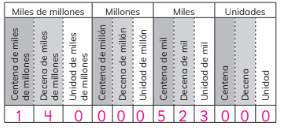 Miles de millones Millones Miles Unidades
Centena de miles de millones
Decena de miles de millones
Unidad de miles de millones
Centena de millón
Decena de millón
Unidad de millón
Centena de mil
Decena de mil
Unidad de mil
Centena
Decena
Unidad
1 4 0 0 0 0 5 2 3 0 0 0